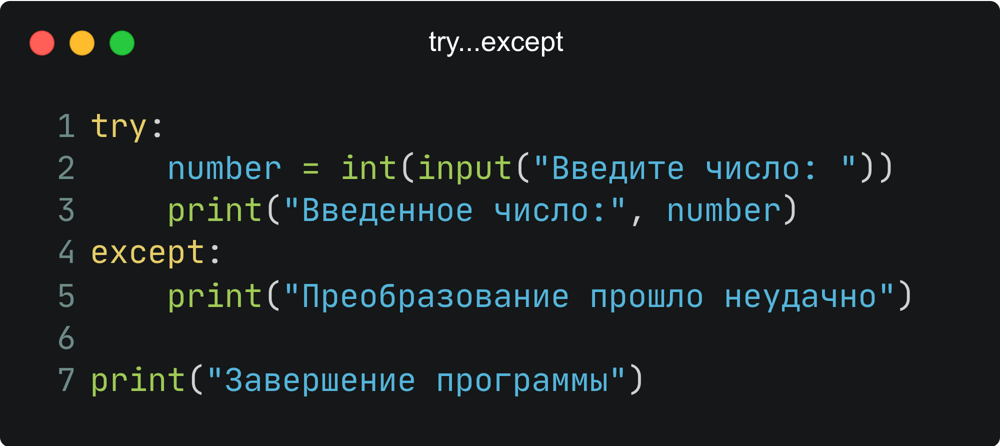 try...except
1 try:
2     number = int(input("Введите число: "))
3     print("Введенное число:", number)
4 except:
5     print("Преобразование прошло неудачно")
6
7 print("Завершение программы")